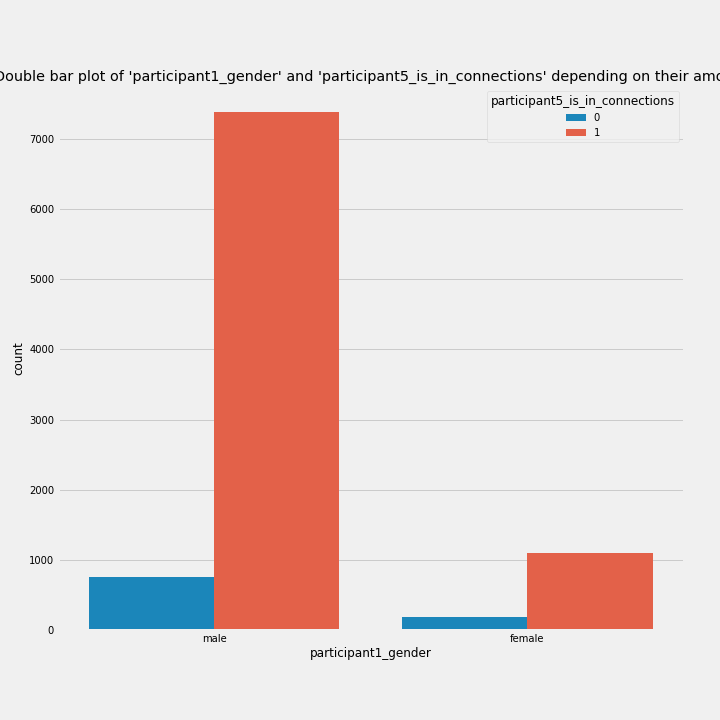 Double bar plot of 'participant1_gender' and 'participant5_is_in_connections' depending on their
participant5_is_in_connections
0
1
7000
6000
5000
4000
3000
2000
1000
0
count
male female
participant1_gender